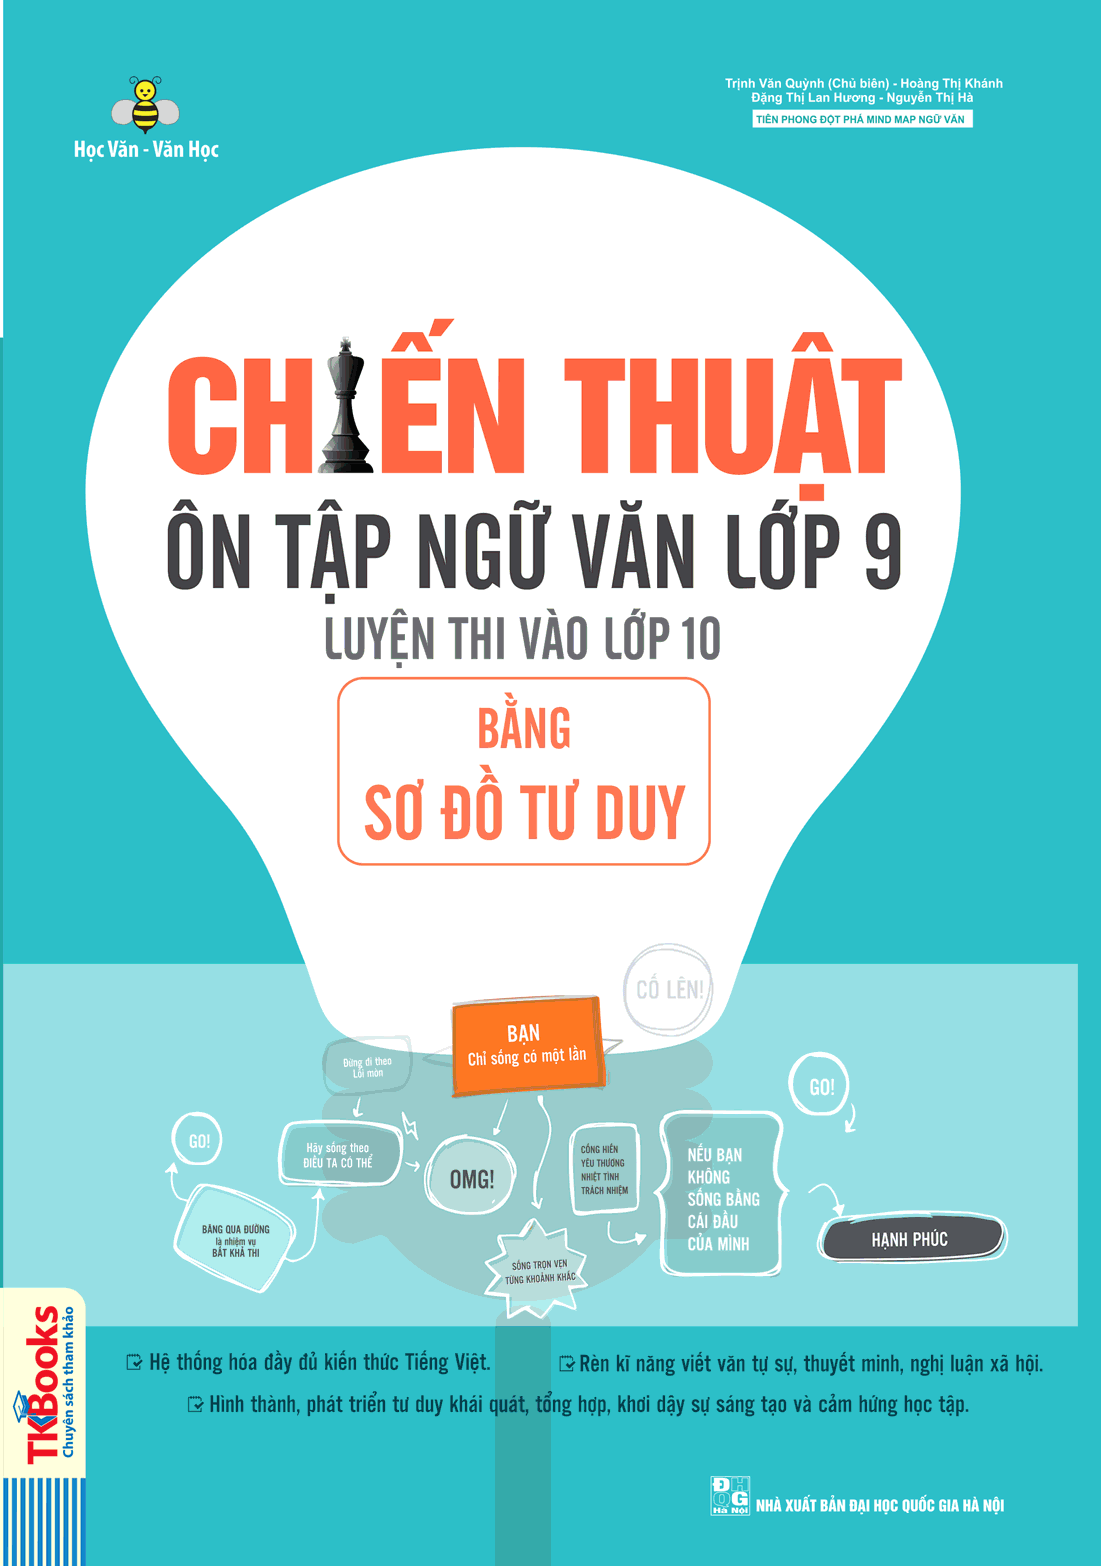 Học Văn - Văn Học
Trịnh Văn Quỳnh (Chủ biên) - Hoàng Thị Khánh
Đặng Thị Lan Hương - Nguyễn Thị Hà
TIÊN PHONG ĐỘT PHÁ MIND MAP NGỮ VĂN
CHIẾN THUẬT
ÔN TẬP NGỮ VĂN LỚP 9
LUYỆN THI VÀO LỚP 10
BẰNG
SƠ ĐỒ TƯ DUY
CỐ LÊN!
BẠN
Chỉ sống có một lần
Đừng đi theo
Lối mòn
GO!
GO!
Hãy sống theo
ĐIỀU TA CÓ THỂ
OMG!
CỐNG HIẾN
YÊU THƯƠNG
NHIỆT TÌNH
TRÁCH NHIỆM
NẾU BẠN
KHÔNG
SỐNG BẰNG
CÁI ĐẦU
CỦA MÌNH
BĂNG QUA ĐƯỜNG
là nhiệm vụ
BẤT KHẢ THI
HẠNH PHÚC
SỐNG TRỌN VẸN
TỪNG KHOẢNH KHẮC
TKBooks
Chuyên sách tham khảo
Hệ thống hóa đầy đủ kiến thức Tiếng Việt.
Rèn kĩ năng viết văn tự sự, thuyết minh, nghị luận xã hội.
Hình thành, phát triển tư duy khái quát, tổng hợp, khơi dậy sự sáng tạo và cảm hứng học tập.
ĐH
QG
Hà Nội
NHÀ XUẤT BẢN ĐẠI HỌC QUỐC GIA HÀ NỘI